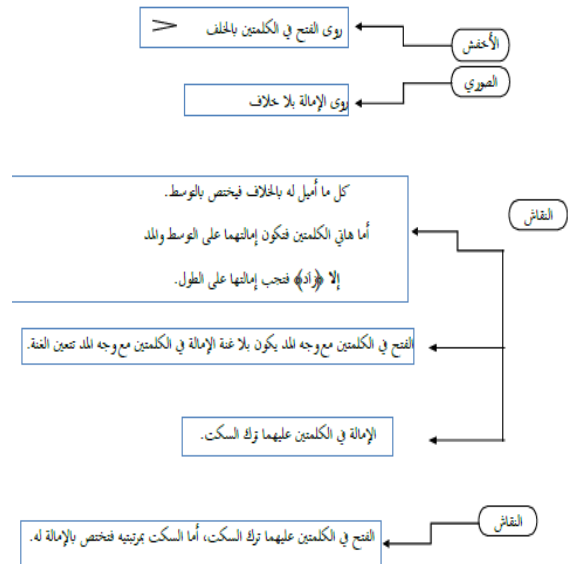 الأخفش
روى الفتح في الكلمتين بالخلف >
الصوري
روى الإمالة بلا خلاف
النقاش
كل ما أميل له بالخلاف فيختص بالتوسط.
أما هاتي الكلمتين فتكون إمالتهما على التوسط والمد
إلا ﴿زاد﴾ فتجب إمالتها على الطول.
الفتح في الكلمتين مع وجه المد يكون بلا غنة الإمالة في الكلمتين مع وجه المد تتعين الغنة.
الإمالة في الكلمتين عليهما ترك السكت.
النقاش
الفتح في الكلمتين عليهما ترك السكت، أما السكت بمرتبتيه فتختص بالإمالة له.